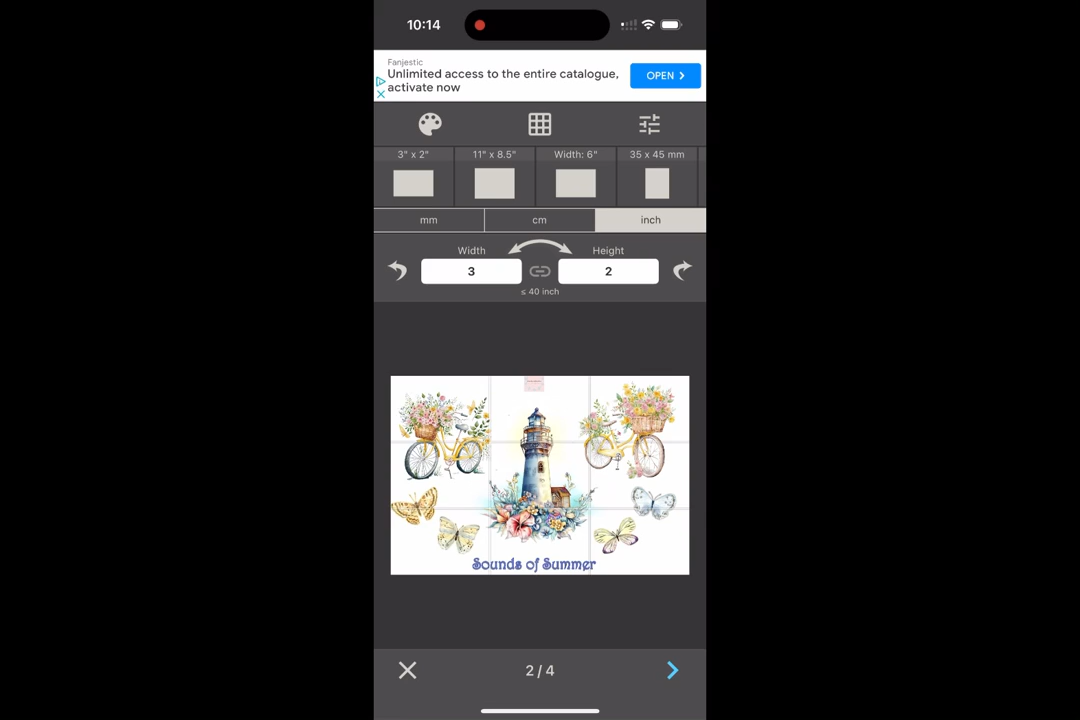 10:14
Fanjestic
Unlimited access to the entire catalogue,
activate now
OPEN
3" x 2"
11" x 8.5"
Width: 6"
35 x 45 mm
mm
cm
inch
Width
Height
3
2
≤ 40 inch
Sounds of Summer
2 / 4